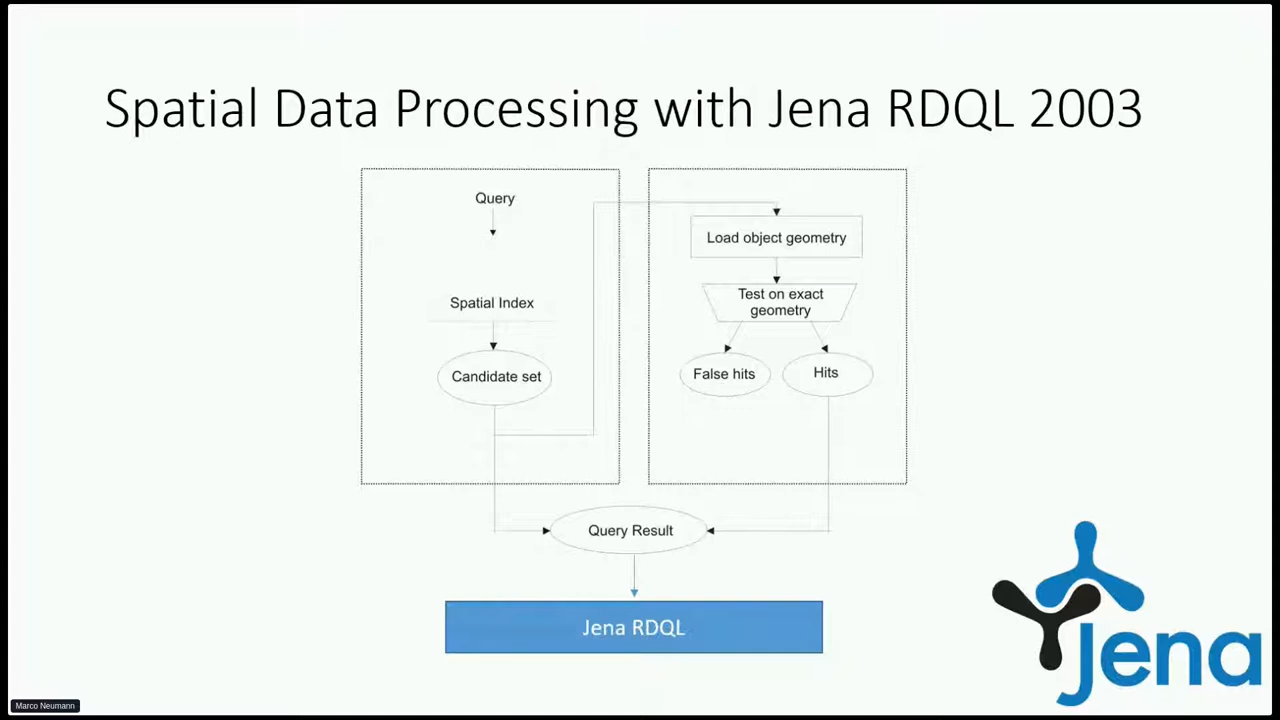 Spatial Data Processing with Jena RDQL 2003
Query
Spatial Index
Candidate set
Load object geometry
Test on exact
geometry
False hits
Hits
Query Result
Jena RDQL
Jena
Marco Neumann